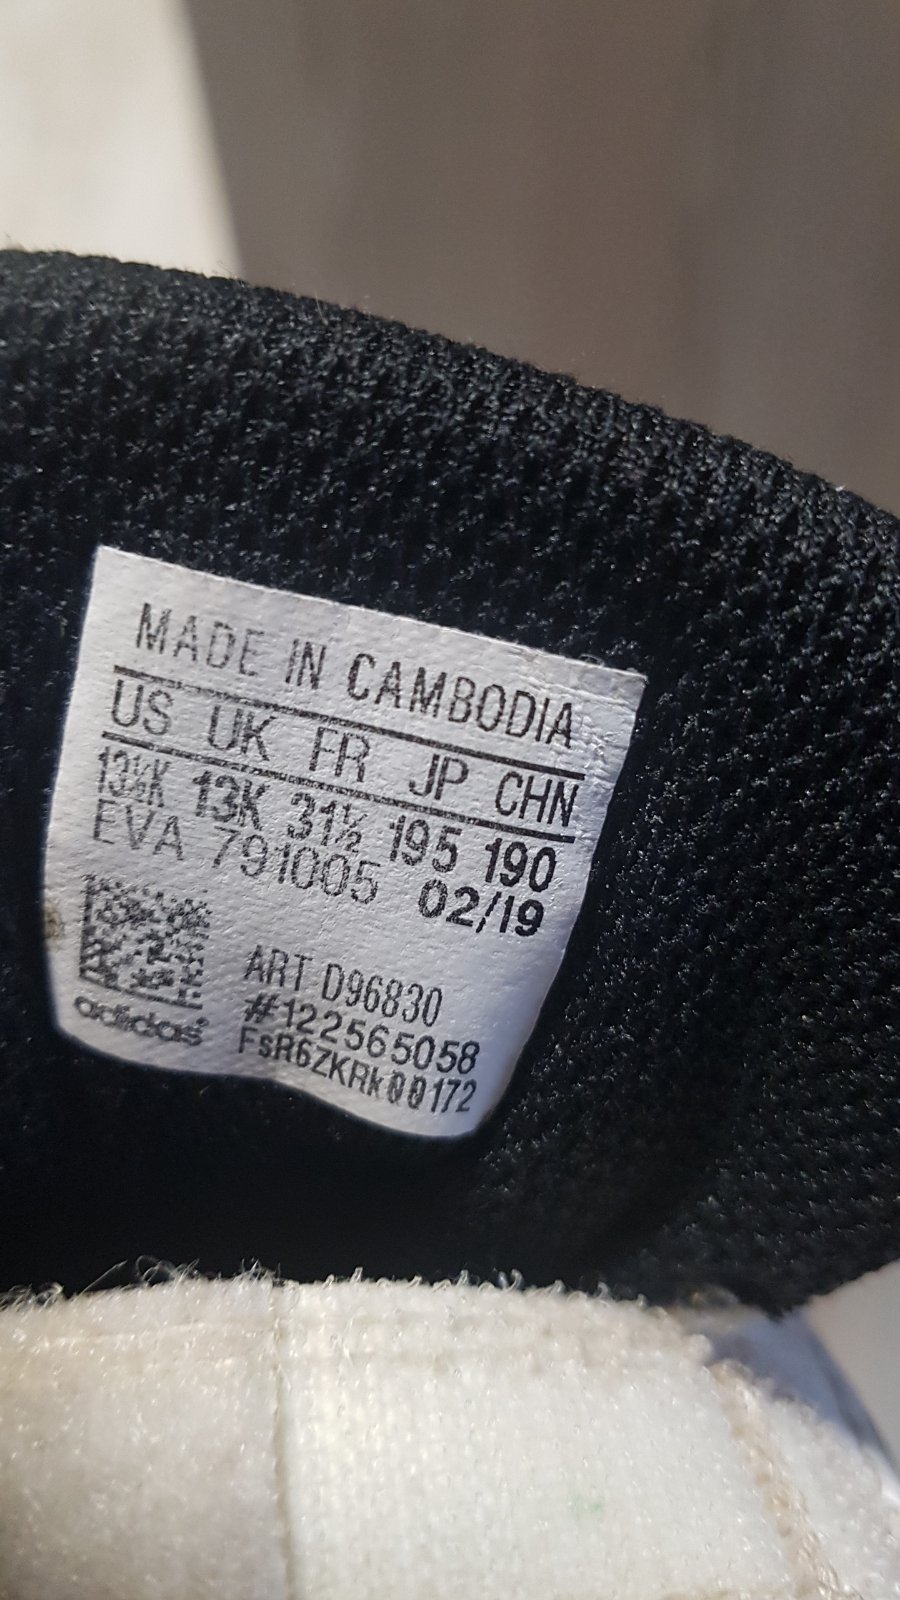 MADE IN CAMBODIA
US UK FR JP CHN
13½K 13K 31½ 195 190
EVA 791005 02/19
ART D96830
#122565058
FsR6ZKRk00172
adidas